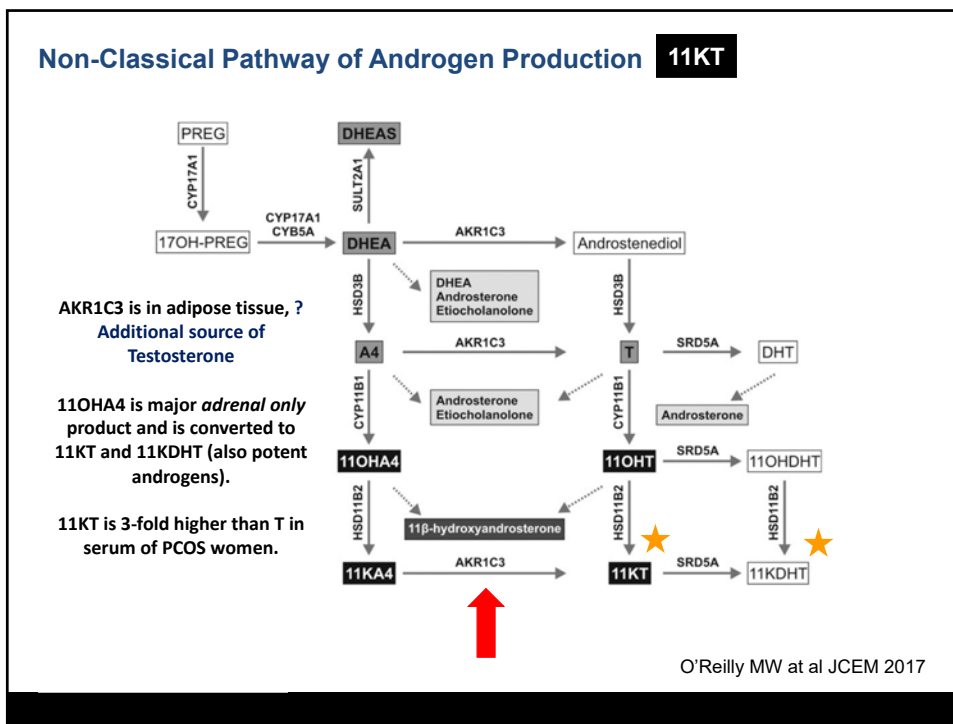 Non-Classical Pathway of Androgen Production 11KT
PREG
DHEAS
CYP17A1
SULT2A1
CYP17A1
CYB5A
17OH-PREG
DHEA
AKR1C3
Androstenediol
HSD3B
DHEA
Androsterone
Etiocholanolone
HSD3B
AKR1C3 is in adipose tissue, ?
Additional source of
Testosterone
A4
AKR1C3
T
SRD5A
DHT
CYP11B1
Androsterone
Etiocholanolone
CYP11B1
Androsterone
11OHA4 is major adrenal only
product and is converted to
11KT and 11KDHT (also potent
androgens).
11OHA4
11OHT
SRD5A
11OHDHT
HSD11B2
11β-hydroxyandrosterone
HSD11B2
HSD11B2
11KT is 3-fold higher than T in
serum of PCOS women.
11KA4
AKR1C3
11KT
SRD5A
11KDHT
O'Reilly MW at al JCEM 2017